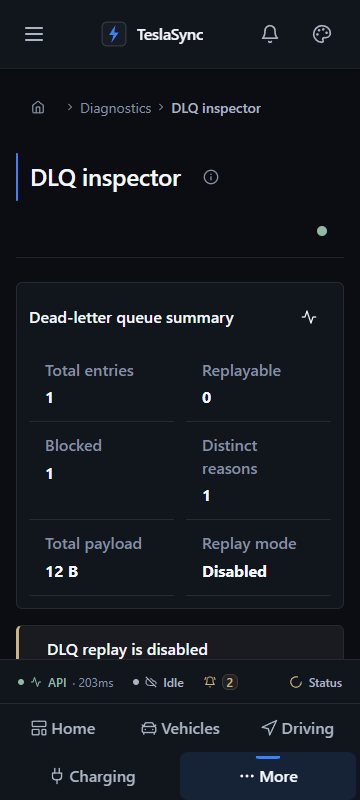 TeslaSync
Diagnostics
DLQ inspector
DLQ inspector
Dead-letter queue summary
Total entries
1
Replayable
0
Blocked
1
Distinct
reasons
1
Total payload
12 B
Replay mode
Disabled
DLQ replay is disabled
API · 203ms
Idle
2
Status
Home
Vehicles
Driving
Charging
More